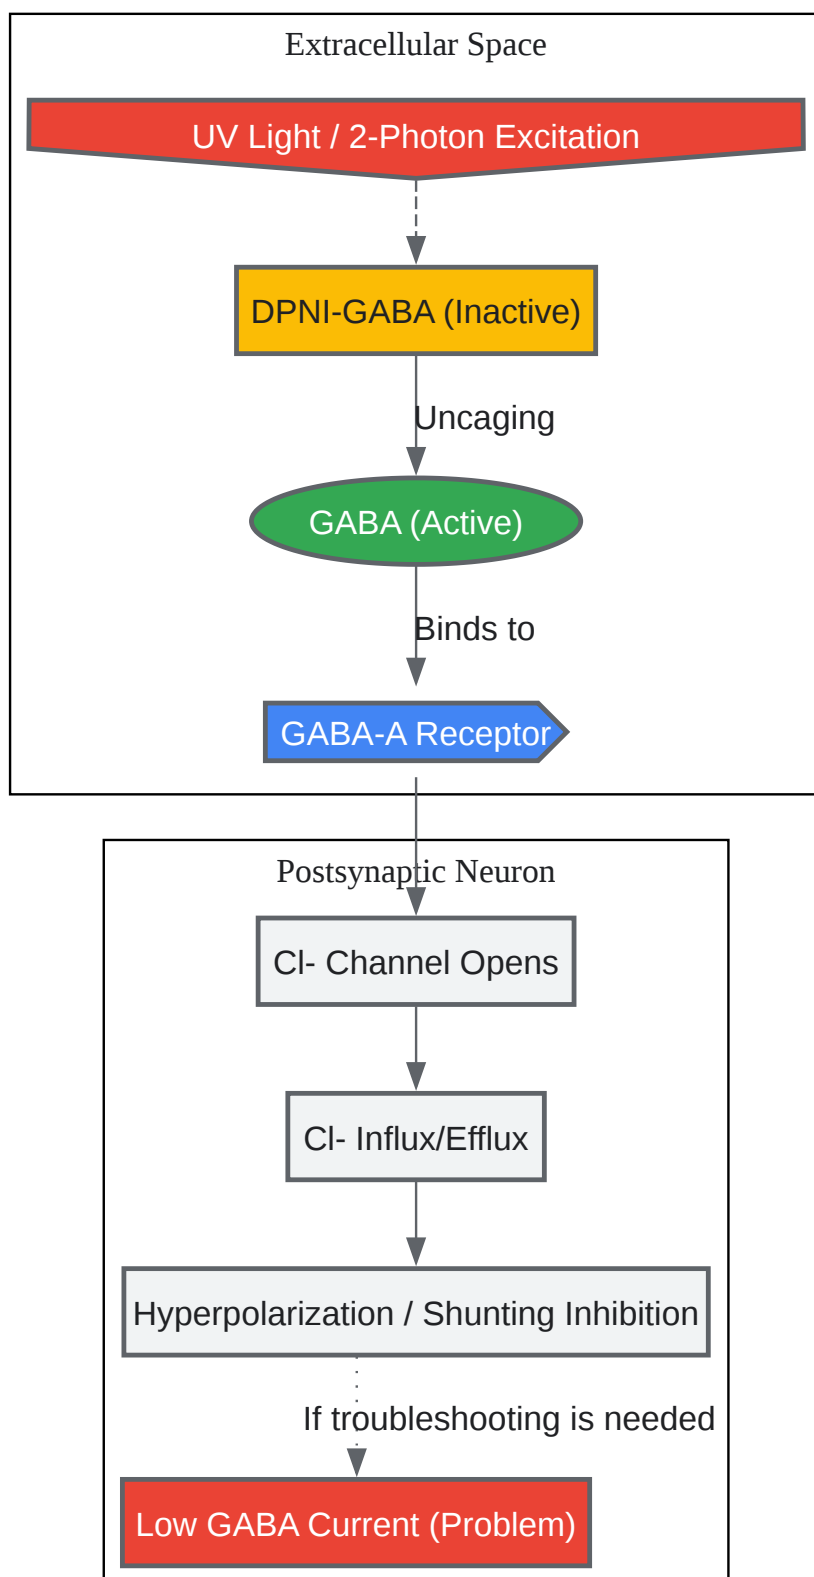 Extracellular Space
UV Light / 2-Photon Excitation
DPNI-GABA (Inactive)
Uncaging
GABA (Active)
Binds to
GABA-A Receptor
Postsynaptic Neuron
Cl- Channel Opens
Cl- Influx/Efflux
Hyperpolarization / Shunting Inhibition
If troubleshooting is needed
Low GABA Current (Problem)